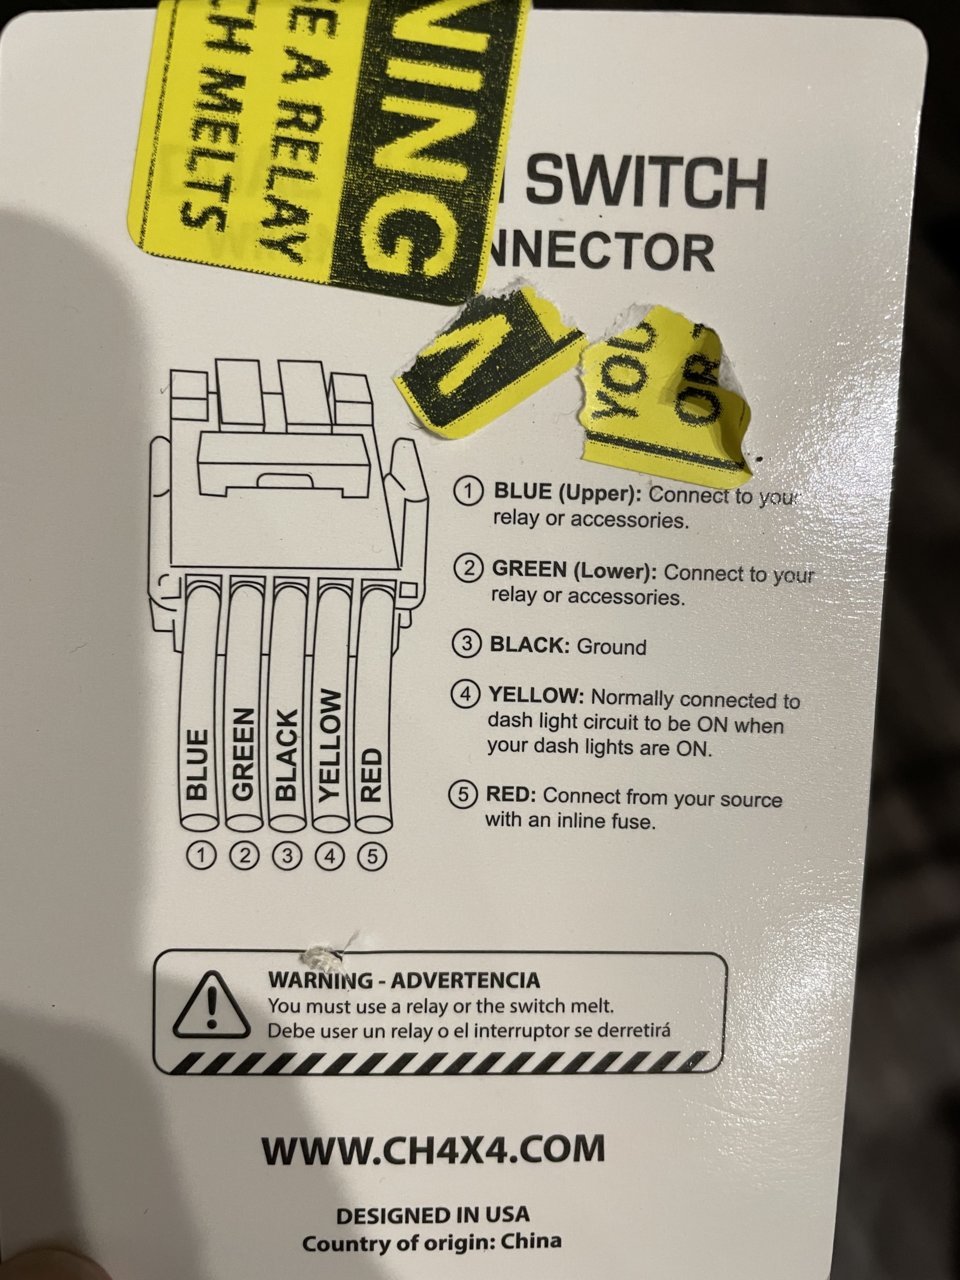 NING
E A RELAY
CH MELTS
SWITCH
NNECTOR
YOU
OR
① BLUE (Upper): Connect to your
relay or accessories.
② GREEN (Lower): Connect to your
relay or accessories.
③ BLACK: Ground
④ YELLOW: Normally connected to
dash light circuit to be ON when
your dash lights are ON.
⑤ RED: Connect from your source
with an inline fuse.
BLUE
GREEN
BLACK
YELLOW
RED
① ② ③ ④ ⑤
WARNING - ADVERTENCIA
You must use a relay or the switch melt.
Debe user un relay o el interruptor se derretirá
WWW.CH4X4.COM
DESIGNED IN USA
Country of origin: China